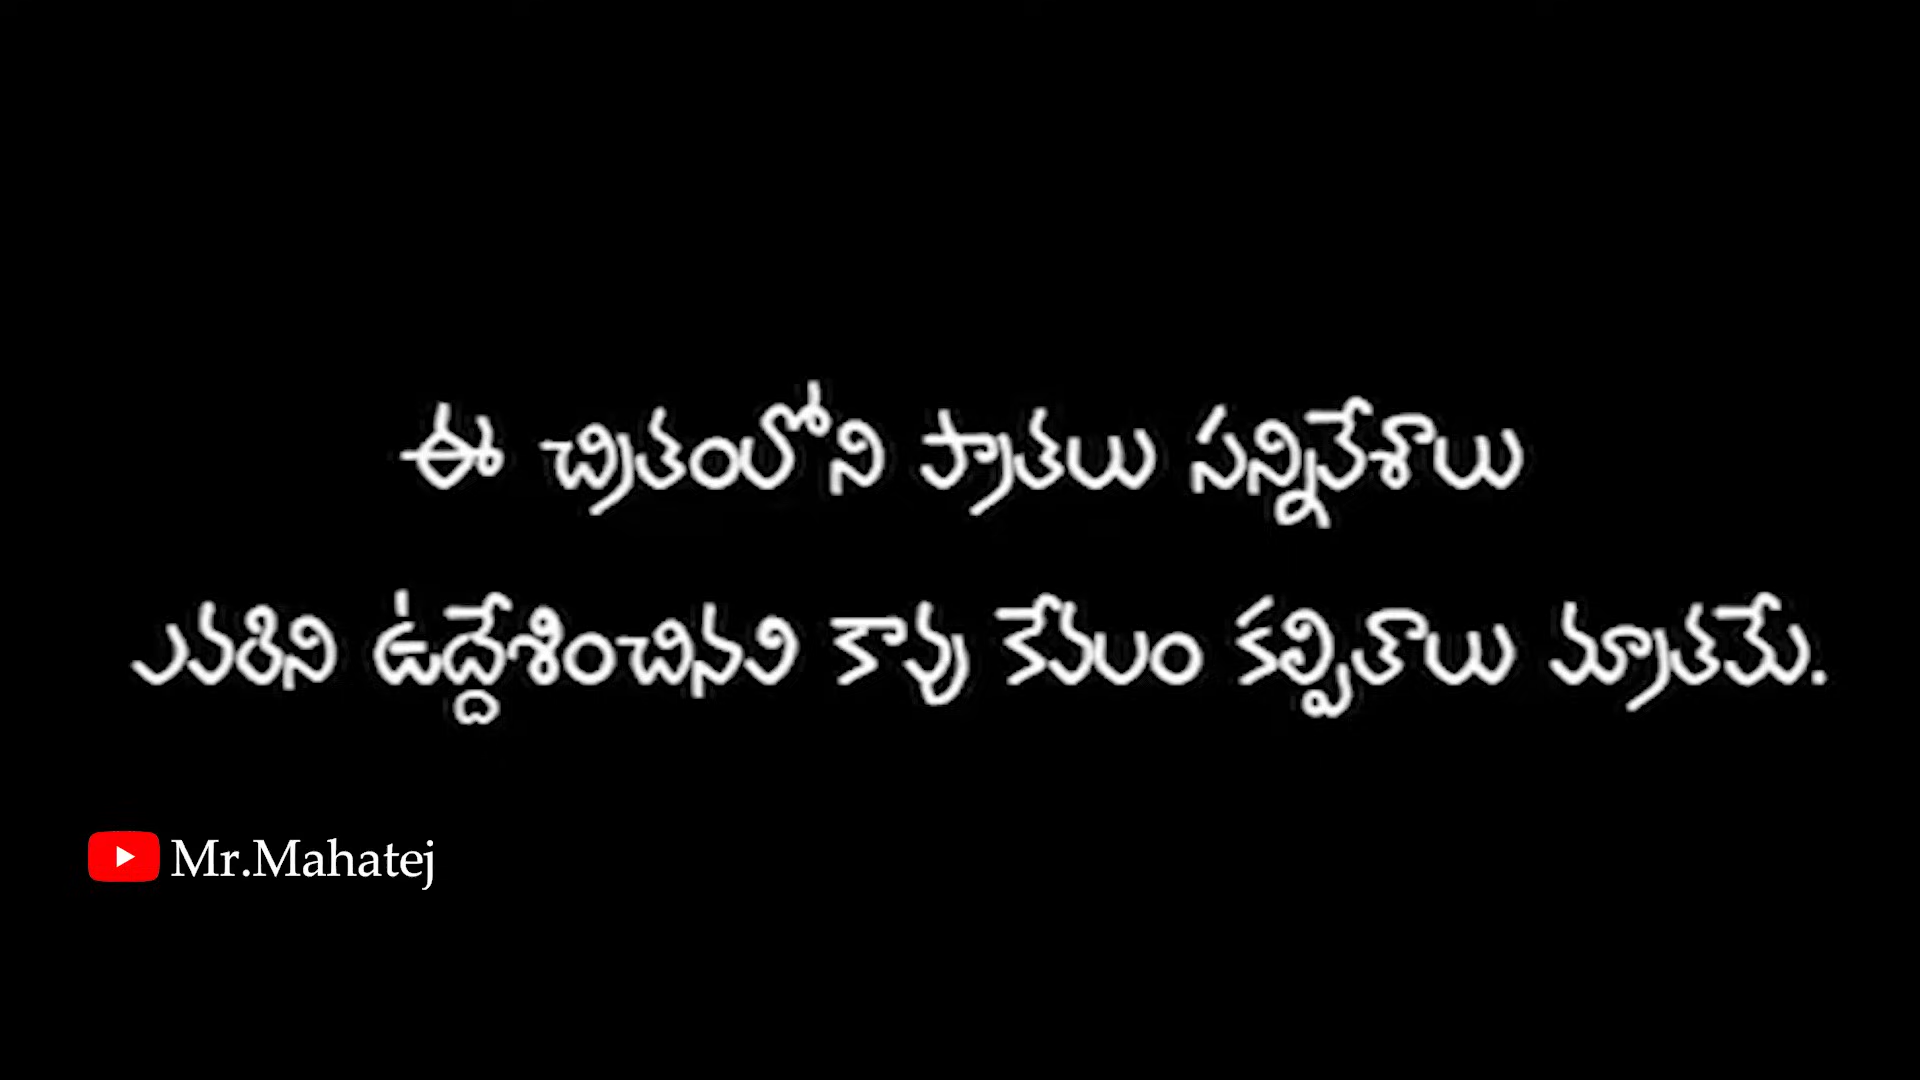 ఈ చిత్రంలోని పాత్రలు సన్నివేశాలు
ఎవరిని ఉద్దేశించినవి కావు కేవలం కల్పితాలు మాత్రమే.
Mr.Mahatej